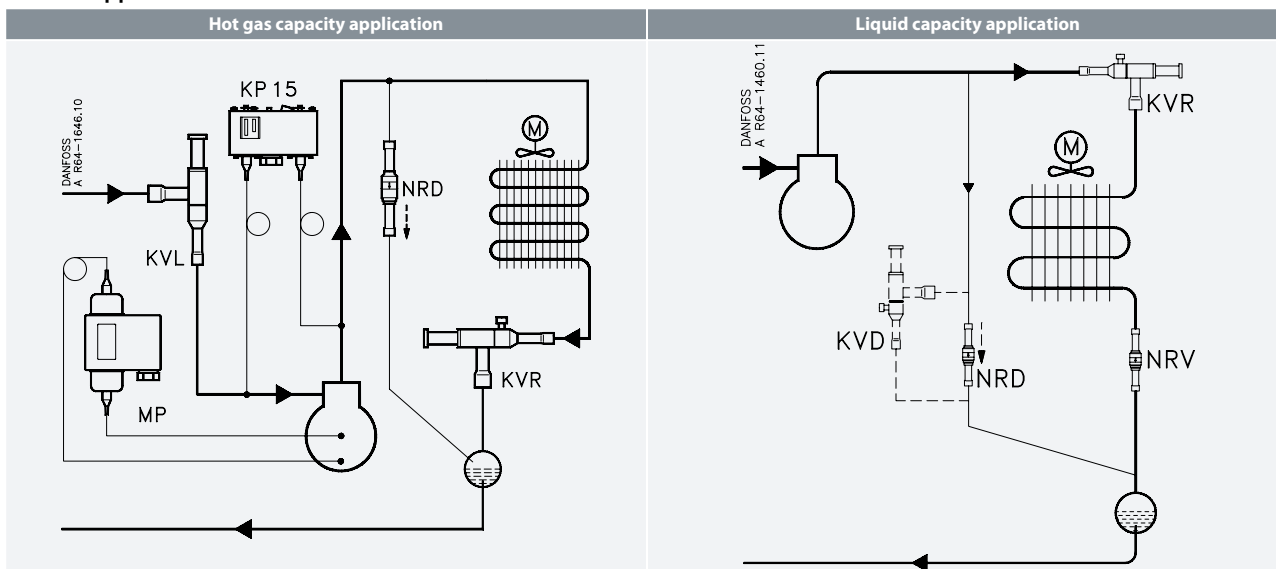 Hot gas capacity application
Liquid capacity application
DANFOSS
A R64-1646.10
KP 15
M
NRD
KVL
KVR
MP
DANFOSS
A R64-1460.11
KVR
M
KVD
NRD
NRV